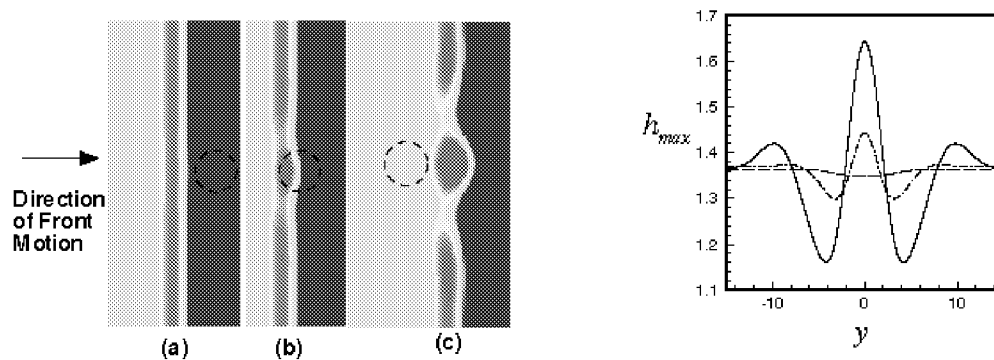 Direction
of Front
Motion
(a)
(b)
(c)
1.7
1.6
1.5
h_max
1.4
1.3
1.2
1.1
-10
0
10
y